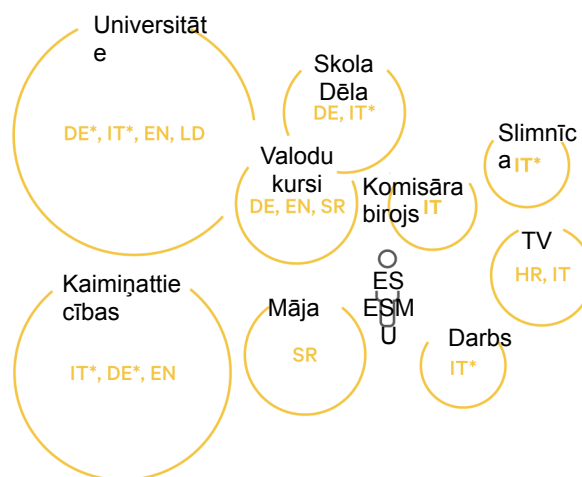 Universitāt
e
DE*, IT*, EN, LD
Skola
Dēla
DE, IT*
Slimnīc
a
IT*
Valodu
kursi
DE, EN, SR
Komisāra
birojs
IT
TV
HR, IT
Kaimiņattie
cības
IT*, DE*, EN
Māja
SR
ES
ESM
U
Darbs
IT*